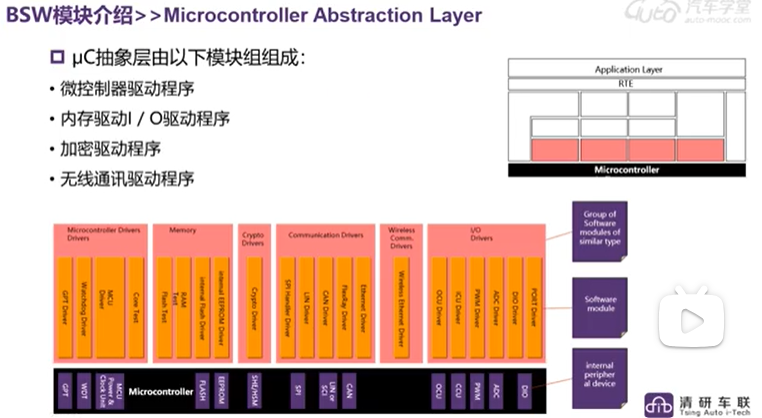 BSW模块介绍>>Microcontroller Abstraction Layer
汽车学堂
auto-mooc.com
μC抽象层由以下模块组组成：
• 微控制器驱动程序
• 内存驱动I / O驱动程序
• 加密驱动程序
• 无线通讯驱动程序
Application Layer
RTE
Microcontroller
Microcontroller Drivers
Drivers
Memory
Crypto
Drivers
Communication Drivers
Wireless
Comm.
Drivers
I/O
Drivers
GPT Driver
Watchdog Driver
MCU
Driver
Core Test
Flash Test
RAM
Test
internal Flash Driver
internal EEPROM Driver
Crypto Driver
SPI Handler Driver
LIN Driver
CAN Driver
FlexRay Driver
Ethernet Driver
Wireless Ethernet Driver
OCU Driver
ICU Driver
PWM Driver
ADC Driver
DIO Driver
PORT Driver
GPT
WDT
MCU
Power &
Clock Unit
Microcontroller
FLASH
EEPROM
SHE/HSM
SPI
LIN or
SCI
CAN
OCU
CCU
PWM
ADC
DIO
Group of
Software
modules of
similar type
Software
module
internal
peripher
al device
清研车联
Tsing Auto i-Tech